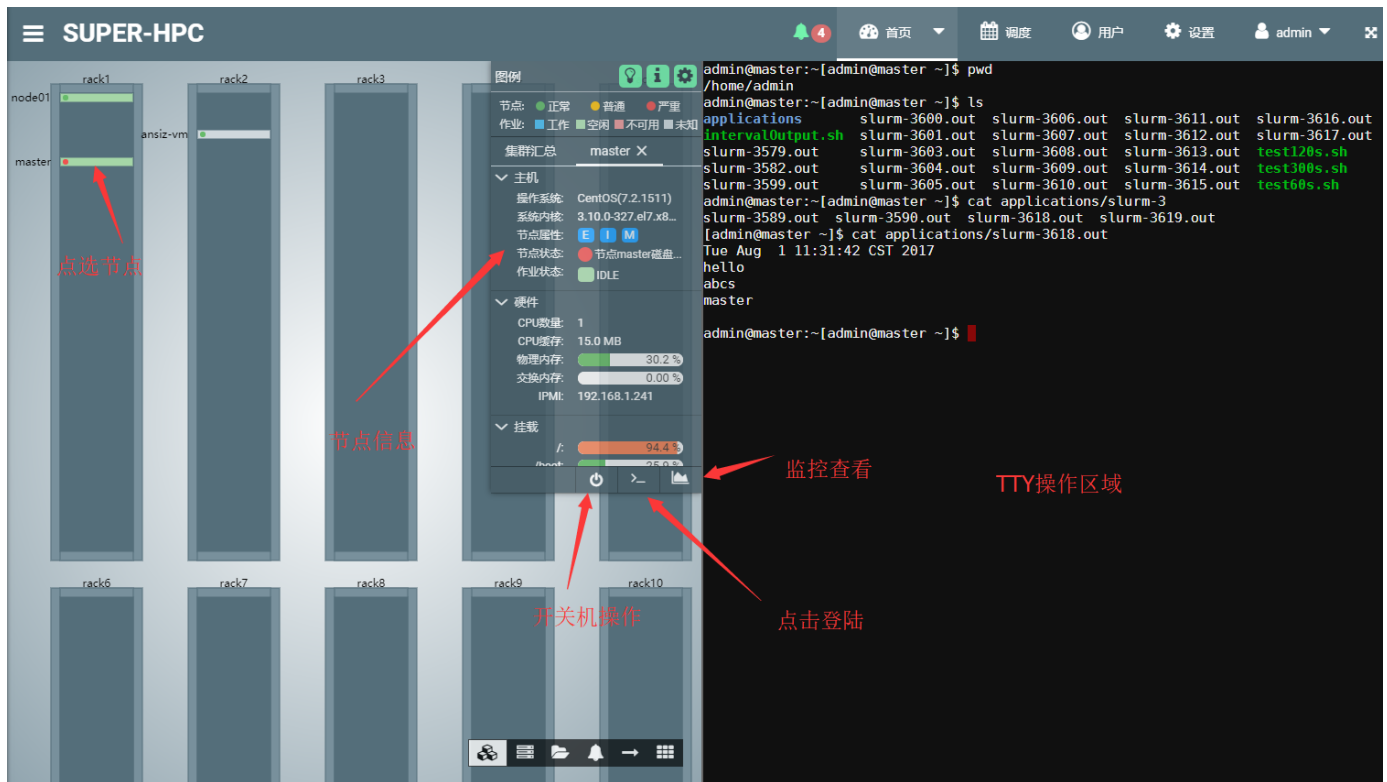 SUPER-HPC
4 首页 调度 用户 设置 admin
rack1 rack2 rack3
node01
ansiz-vm
master
点选节点
图例
节点: 正常 普通 严重
作业: 工作 空闲 不可用 未知
集群汇总 master
主机
操作系统: CentOS(7.2.1511)
系统内核: 3.10.0-327.el7.x8...
节点属性: E I M
节点状态: 节点master磁盘...
作业状态: IDLE
硬件
CPU数量: 1
CPU缓存: 15.0 MB
物理内存: 30.2 %
交换内存: 0.00 %
IPMI: 192.168.1.241
挂载
/: 94.4 %
/boot: 25.9 %
节点信息
监控查看
开关机操作
点击登陆
rack6 rack7 rack8 rack9 rack10
admin@master:~[admin@master ~]$ pwd
/home/admin
admin@master:~[admin@master ~]$ ls
applications slurm-3600.out slurm-3606.out slurm-3611.out slurm-3616.out
intervalOutput.sh slurm-3601.out slurm-3607.out slurm-3612.out slurm-3617.out
slurm-3579.out slurm-3603.out slurm-3608.out slurm-3613.out test120s.sh
slurm-3582.out slurm-3604.out slurm-3609.out slurm-3614.out test300s.sh
slurm-3599.out slurm-3605.out slurm-3610.out slurm-3615.out test60s.sh
admin@master:~[admin@master ~]$ cat applications/slurm-3
slurm-3589.out slurm-3590.out slurm-3618.out slurm-3619.out
[admin@master ~]$ cat applications/slurm-3618.out
Tue Aug 1 11:31:42 CST 2017
hello
abcs
master
admin@master:~[admin@master ~]$
TTY操作区域